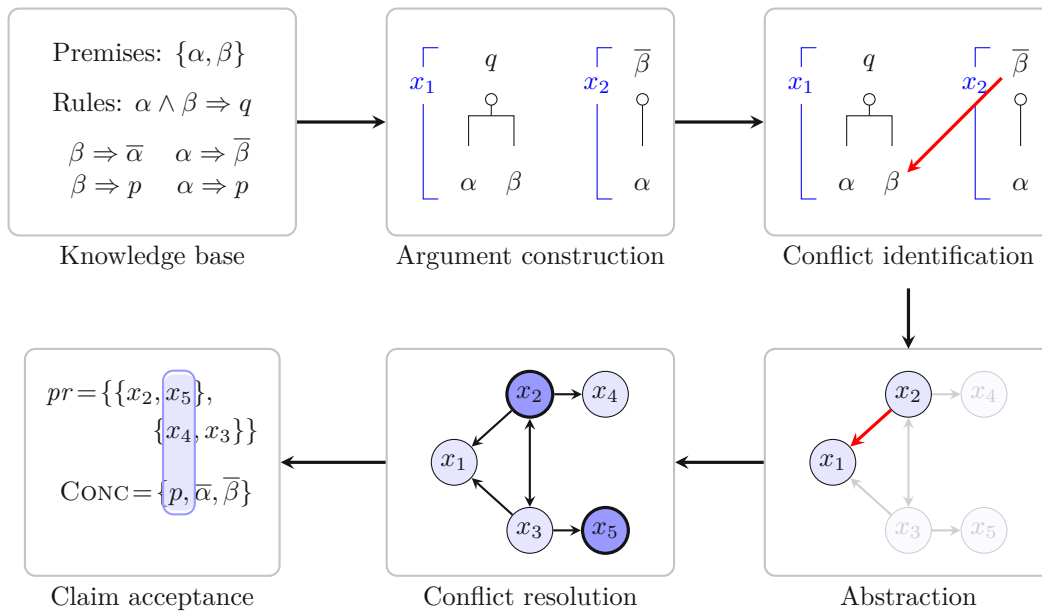 Premises: {α, β}
Rules: α ∧ β ⇒ q
β ⇒ α̅ α ⇒ β̅
β ⇒ p α ⇒ p
Knowledge base
q β̅
x₁ x₂
α β α
Argument construction
q β̅
x₁ x₂
α β α
Conflict identification
pr = {{x₂, x₅},
{x₄, x₃}}
CONC = {p, α̅, β̅}
Claim acceptance
x₂ x₄
x₁
x₃ x₅
Conflict resolution
x₂ x₄
x₁
x₃ x₅
Abstraction